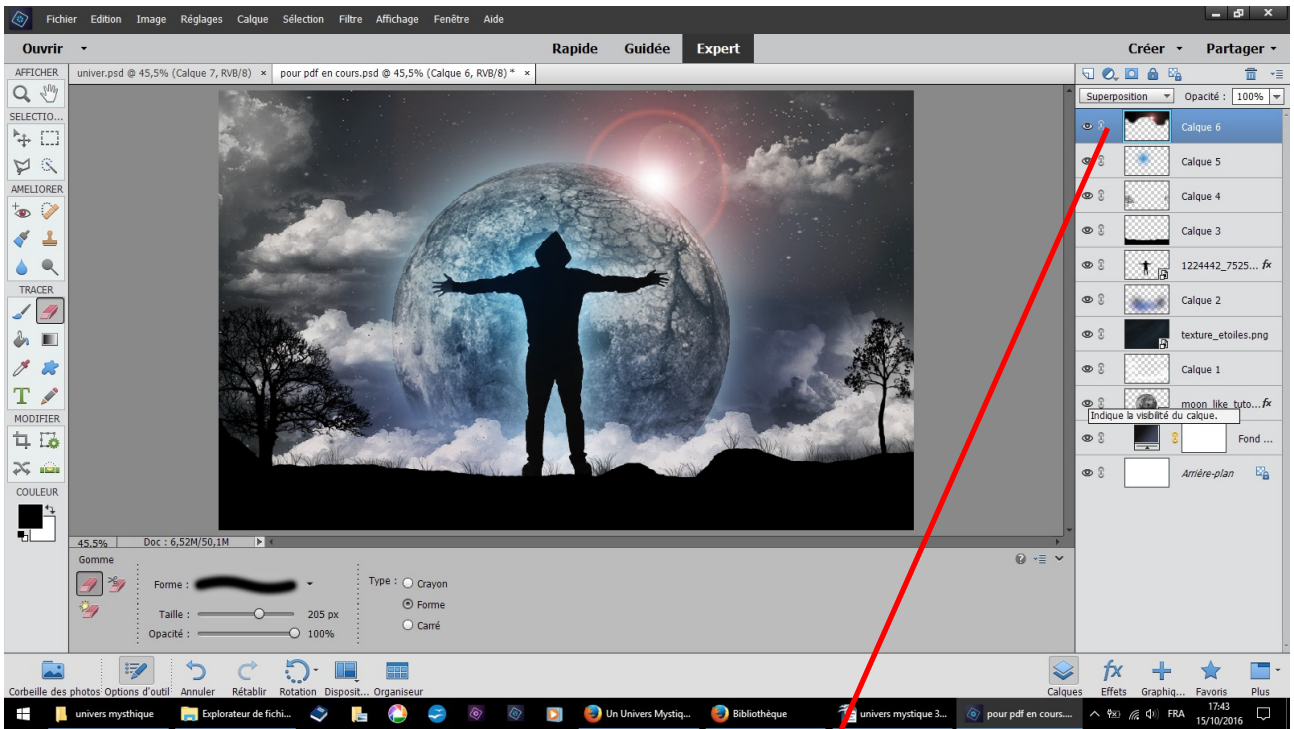 Fichier Edition Image Réglages Calque Sélection Filtre Affichage Fenêtre Aide
Ouvrir Rapide Guidée Expert Créer Partager
AFFICHER univer.psd @ 45,5% (Calque 7, RVB/8) × pour pdf en cours.psd @ 45,5% (Calque 6, RVB/8) * ×
Superposition Opacité : 100%
SELECTIO...
AMELIORER
TRACER
MODIFIER
COULEUR
Calque 6
Calque 5
Calque 4
Calque 3
1224442_7525... fx
Calque 2
texture_etoiles.png
Calque 1
moon_like_tuto...fx
Indique la visibilité du calque.
Fond ...
Arrière-plan
45,5% Doc : 6,52M/50,1M
Gomme
Forme :
Taille : 205 px
Opacité : 100%
Type : Crayon
Forme
Carré
Corbeille des photos Options d'outil Annuler Rétablir Rotation Disposit... Organiseur Calques Effets Graphiq... Favoris Plus
univers mysthique Explorateur de fichi... Un Univers Mystiq... Bibliothèque univers mystique 3... pour pdf en cours.... FRA 17:43
15/10/2016